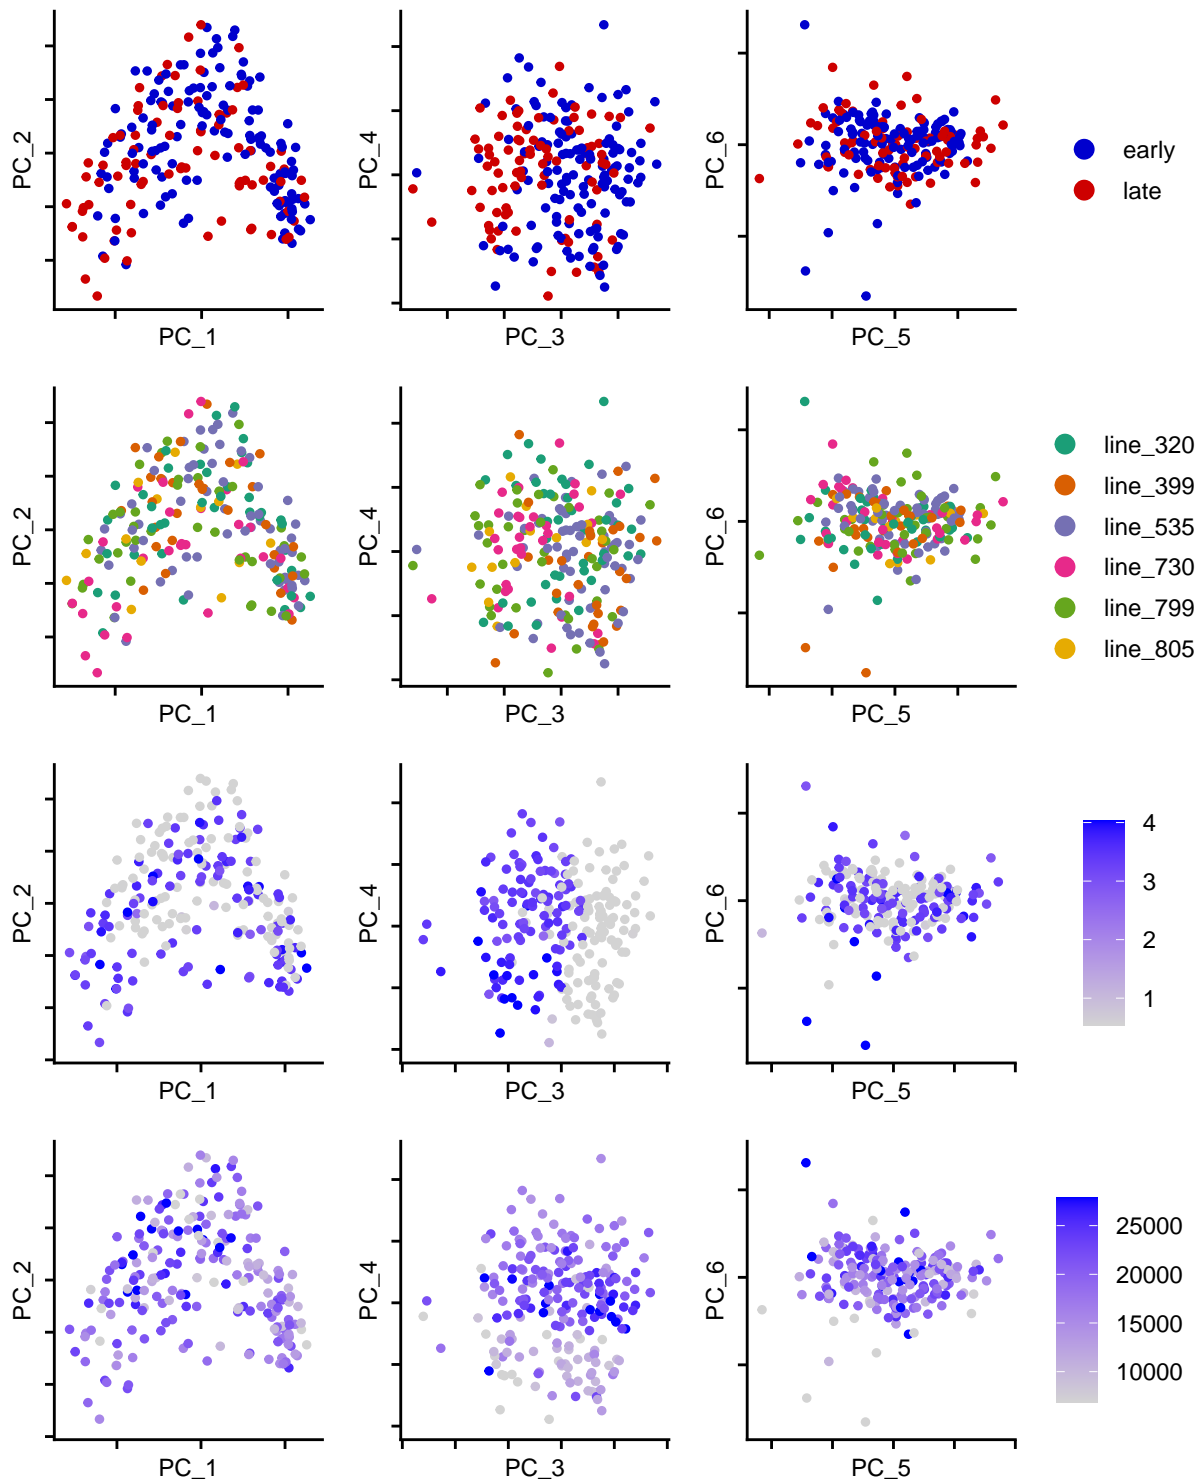 PC_2
PC_1
PC_4
PC_3
PC_6
PC_5
early
late
PC_2
PC_1
PC_4
PC_3
PC_6
PC_5
line_320
line_399
line_535
line_730
line_799
line_805
PC_2
PC_1
PC_4
PC_3
PC_6
PC_5
4
3
2
1
PC_2
PC_1
PC_4
PC_3
PC_6
PC_5
25000
20000
15000
10000